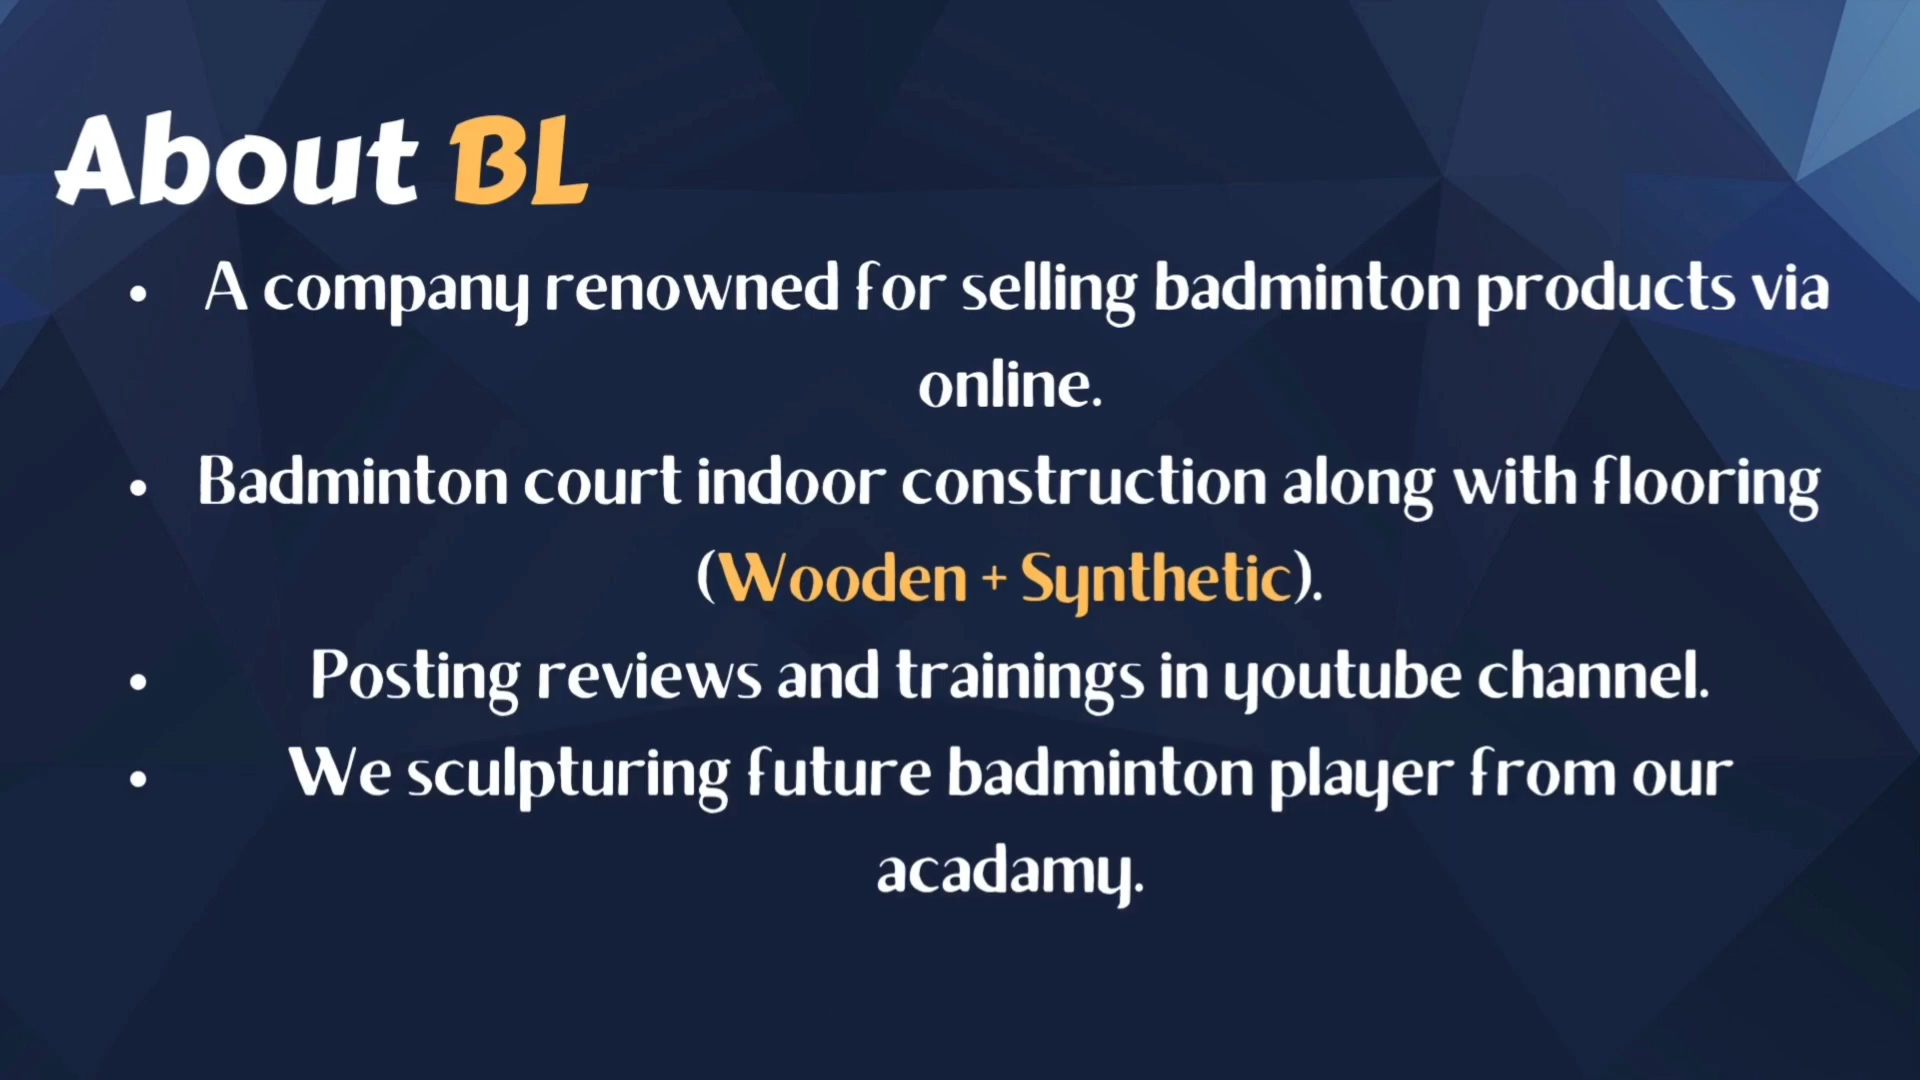 About BL
• A company renowned for selling badminton products via
online.
• Badminton court indoor construction along with flooring
(Wooden + Synthetic).
• Posting reviews and trainings in youtube channel.
• We sculpturing future badminton player from our
acadamy.